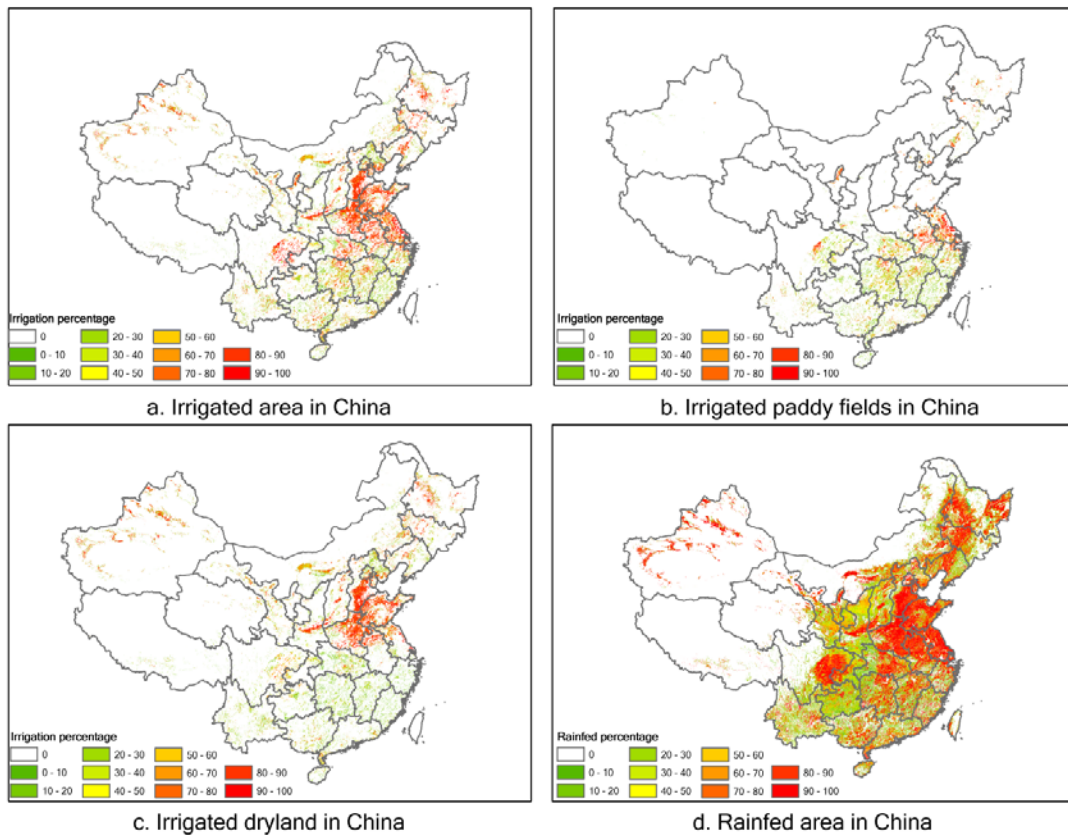 Irrigation percentage
0
0 - 10
10 - 20
20 - 30
30 - 40
40 - 50
50 - 60
60 - 70
70 - 80
80 - 90
90 - 100
a. Irrigated area in China
Irrigation percentage
0
0 - 10
10 - 20
20 - 30
30 - 40
40 - 50
50 - 60
60 - 70
70 - 80
80 - 90
90 - 100
b. Irrigated paddy fields in China
Irrigation percentage
0
0 - 10
10 - 20
20 - 30
30 - 40
40 - 50
50 - 60
60 - 70
70 - 80
80 - 90
90 - 100
c. Irrigated dryland in China
Rainfed percentage
0
0 - 10
10 - 20
20 - 30
30 - 40
40 - 50
50 - 60
60 - 70
70 - 80
80 - 90
90 - 100
d. Rainfed area in China